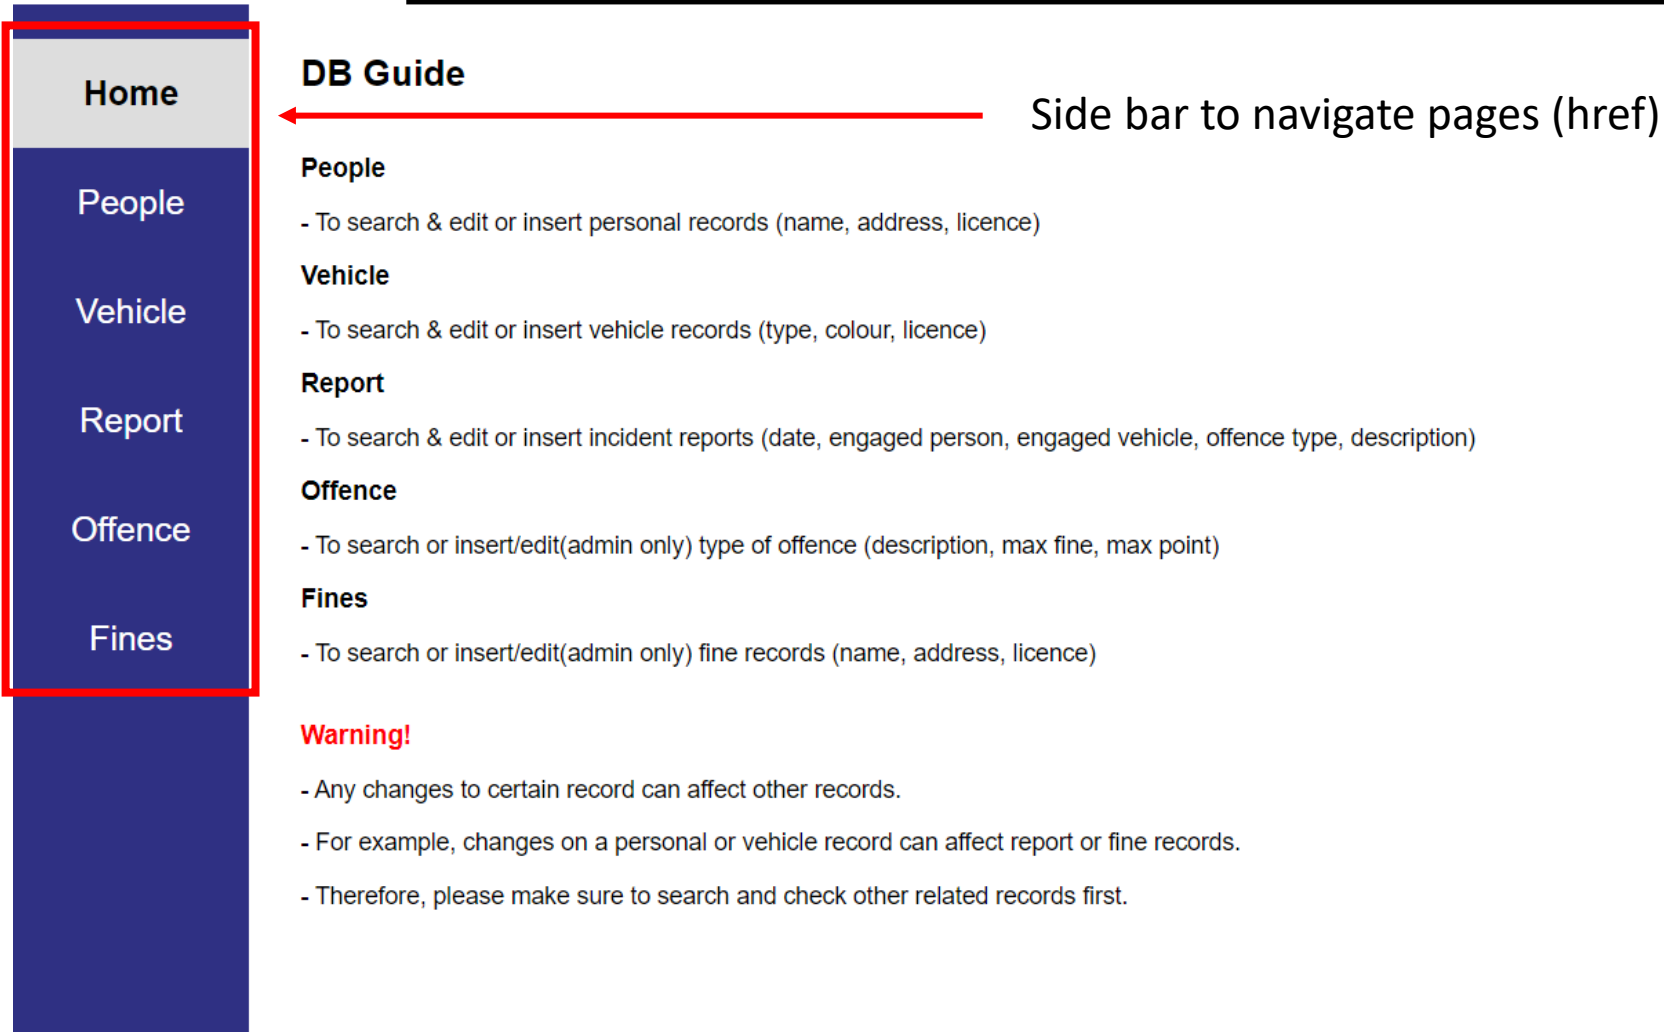 Home
People
Vehicle
Report
Offence
Fines
DB Guide
Side bar to navigate pages (href)
People
- To search & edit or insert personal records (name, address, licence)
Vehicle
- To search & edit or insert vehicle records (type, colour, licence)
Report
- To search & edit or insert incident reports (date, engaged person, engaged vehicle, offence type, description)
Offence
- To search or insert/edit(admin only) type of offence (description, max fine, max point)
Fines
- To search or insert/edit(admin only) fine records (name, address, licence)
Warning!
- Any changes to certain record can affect other records.
- For example, changes on a personal or vehicle record can affect report or fine records.
- Therefore, please make sure to search and check other related records first.